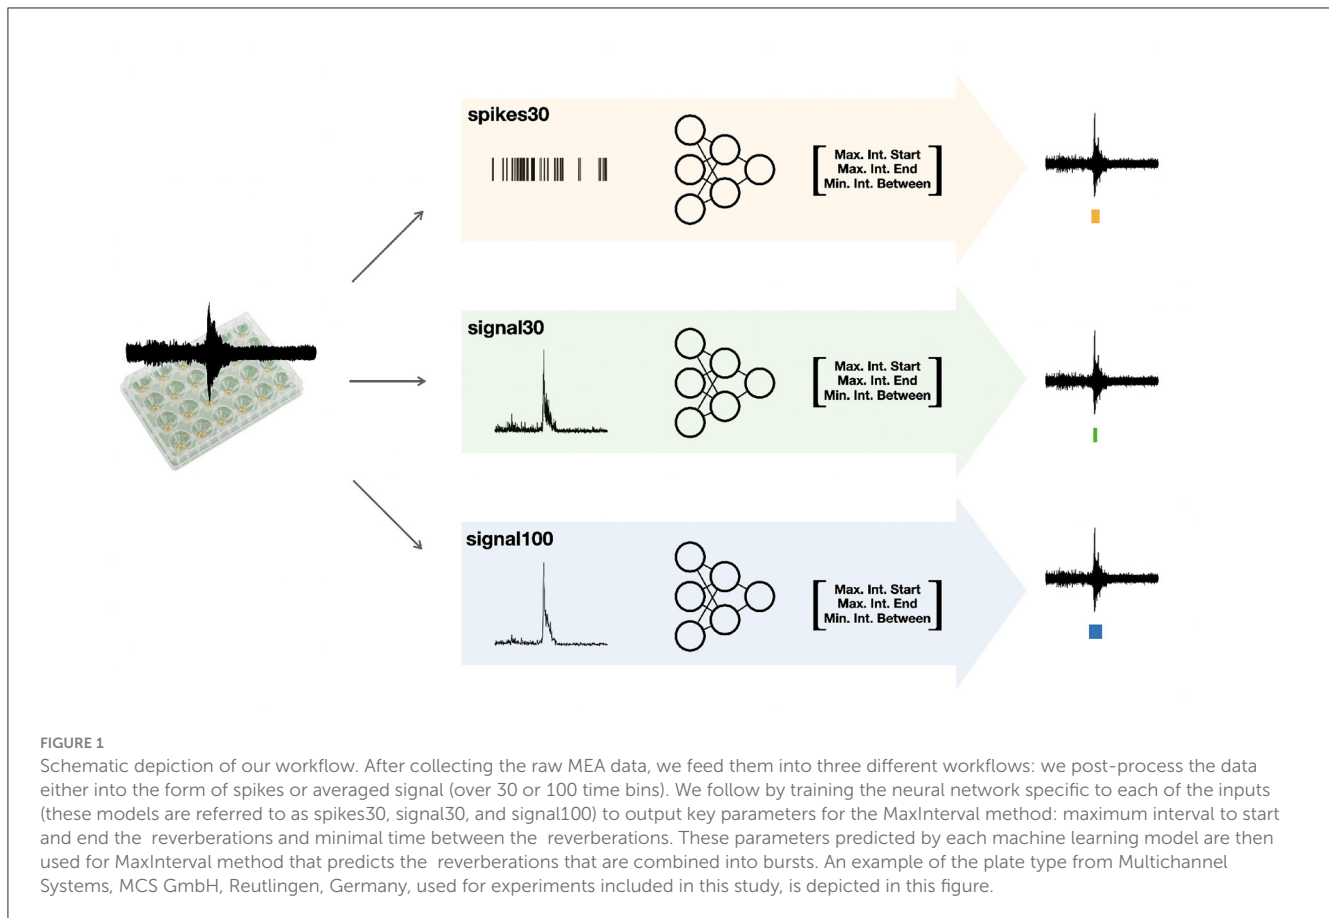 spikes30
Max. Int. Start
Max. Int. End
Min. Int. Between
signal30
Max. Int. Start
Max. Int. End
Min. Int. Between
signal100
Max. Int. Start
Max. Int. End
Min. Int. Between
FIGURE 1
Schematic depiction of our workflow. After collecting the raw MEA data, we feed them into three different workflows: we post-process the data
either into the form of spikes or averaged signal (over 30 or 100 time bins). We follow by training the neural network specific to each of the inputs
(these models are referred to as spikes30, signal30, and signal100) to output key parameters for the MaxInterval method: maximum interval to start
and end the reverberations and minimal time between the reverberations. These parameters predicted by each machine learning model are then
used for MaxInterval method that predicts the reverberations that are combined into bursts. An example of the plate type from Multichannel
Systems, MCS GmbH, Reutlingen, Germany, used for experiments included in this study, is depicted in this figure.